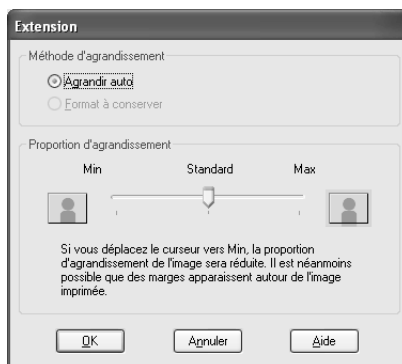 Extension
Méthode d'agrandissement
Agrandir auto
Format à conserver
Proportion d'agrandissement
Min Standard Max
Si vous déplacez le curseur vers Min, la proportion
d'agrandissement de l'image sera réduite. Il est néanmoins
possible que des marges apparaissent autour de l'image
imprimée.
OK Annuler Aide